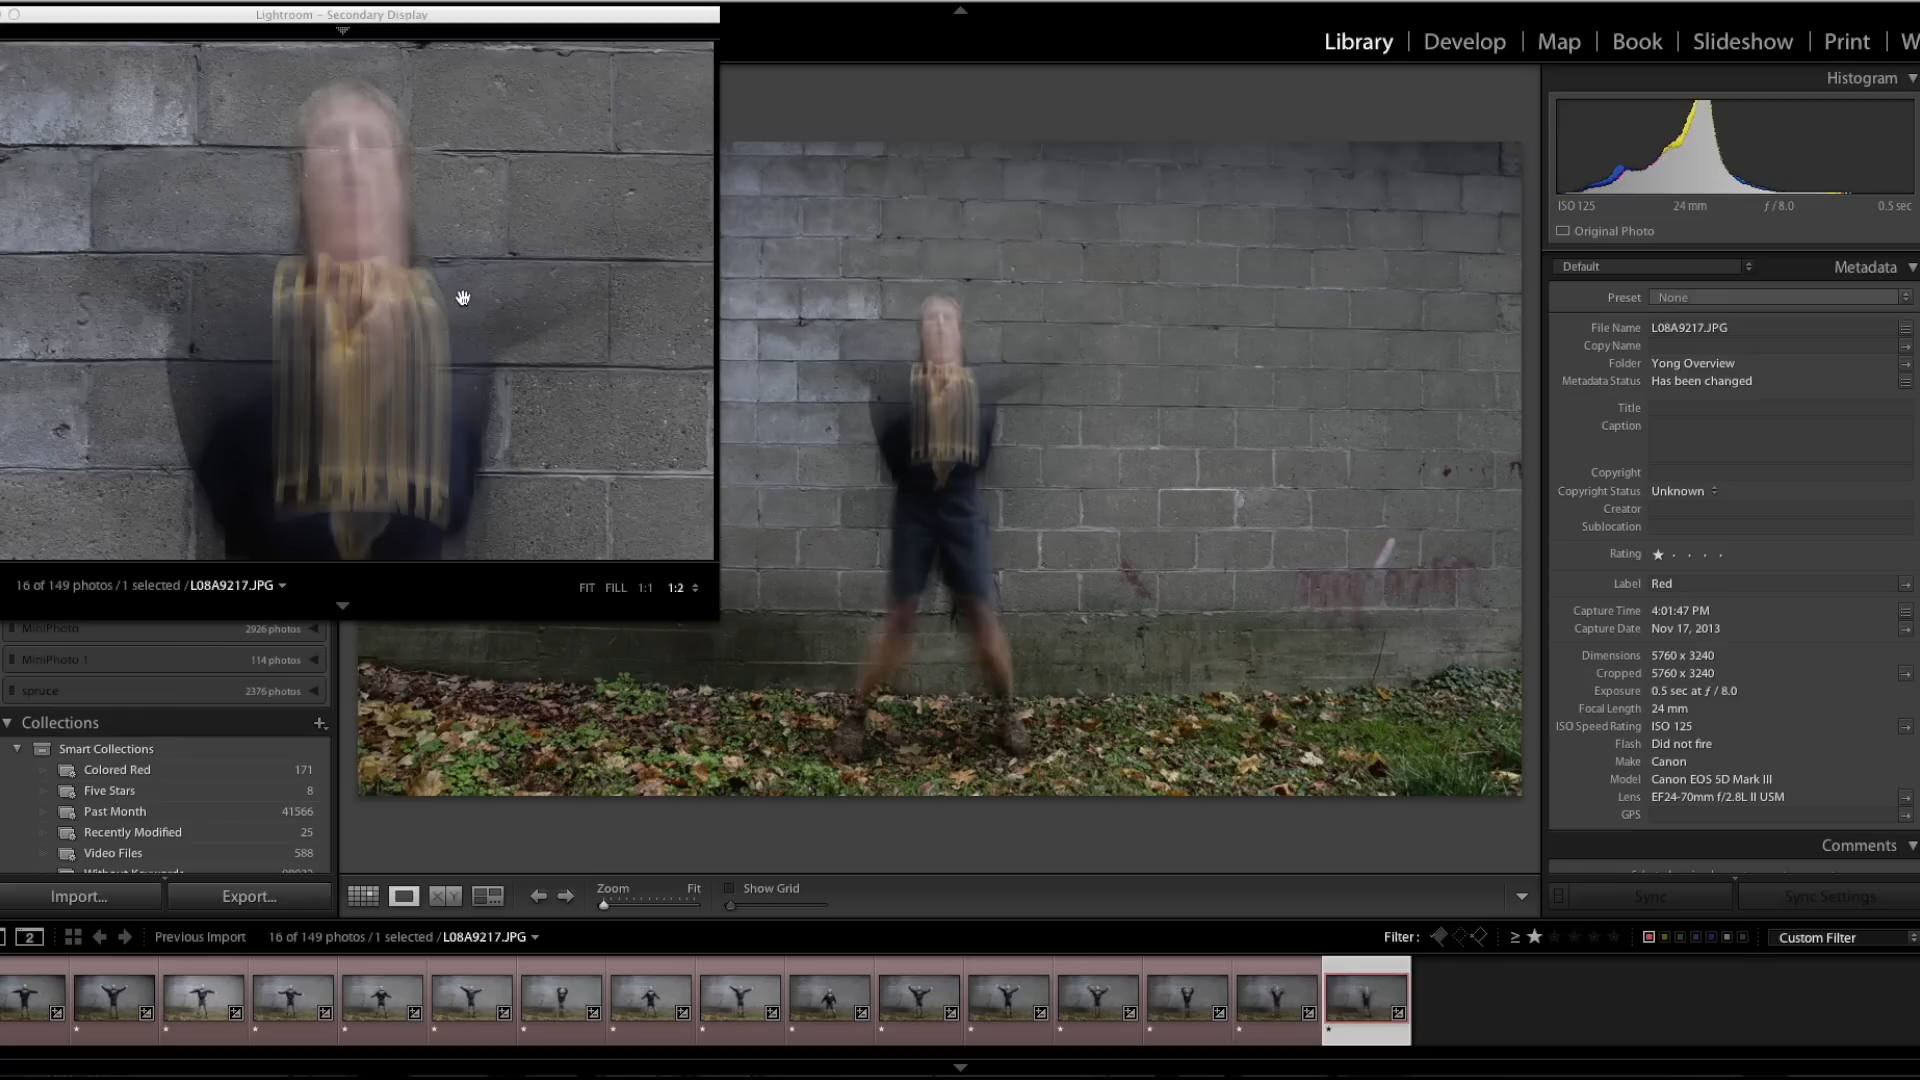 Lightroom – Secondary Display
Library | Develop | Map | Book | Slideshow | Print | W
Histogram
ISO 125 24 mm ƒ / 8.0 0.5 sec
Original Photo
Default Metadata
Preset None
File Name L08A9217.JPG
Copy Name
Folder Yong Overview
Metadata Status Has been changed
Title
Caption
Copyright
Copyright Status Unknown
Creator
Sublocation
Rating ★ · · · ·
Label Red
Capture Time 4:01:47 PM
Capture Date Nov 17, 2013
Dimensions 5760 x 3240
Cropped 5760 x 3240
Exposure 0.5 sec at ƒ / 8.0
Focal Length 24 mm
ISO Speed Rating ISO 125
Flash Did not fire
Make Canon
Model Canon EOS 5D Mark III
Lens EF24-70mm f/2.8L II USM
GPS
Comments
Sync Sync Settings
16 of 149 photos / 1 selected / L08A9217.JPG FIT FILL 1:1 1:2
MiniPhoto 2926 photos
MiniPhoto 1 114 photos
spruce 2376 photos
Collections
Smart Collections
Colored Red 171
Five Stars 8
Past Month 41566
Recently Modified 25
Video Files 588
Import... Export...
X Y Zoom Fit Show Grid
2 Previous Import 16 of 149 photos / 1 selected / L08A9217.JPG Filter : ≥ ★ Custom Filter